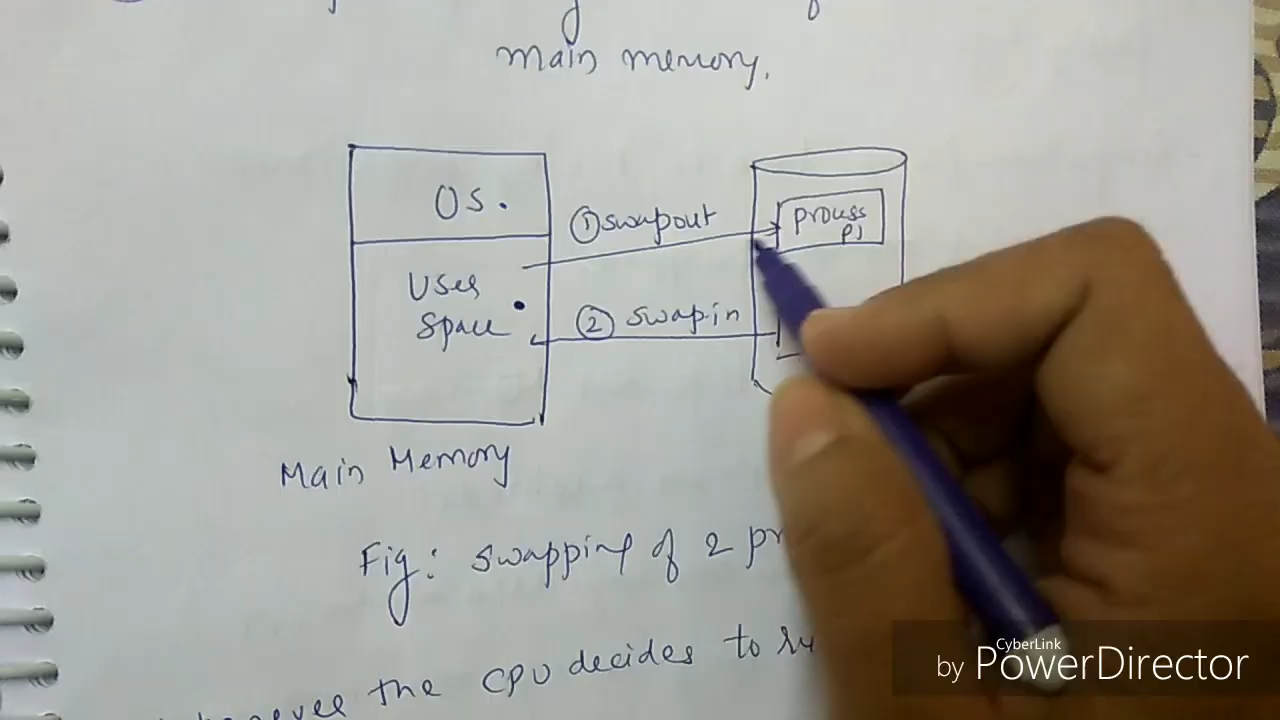 main memory.
OS.
① swapout
process
P1
User
space
② swapin
Main Memory
Fig: swapping of 2
the CPU decides to
CyberLink
by PowerDirector